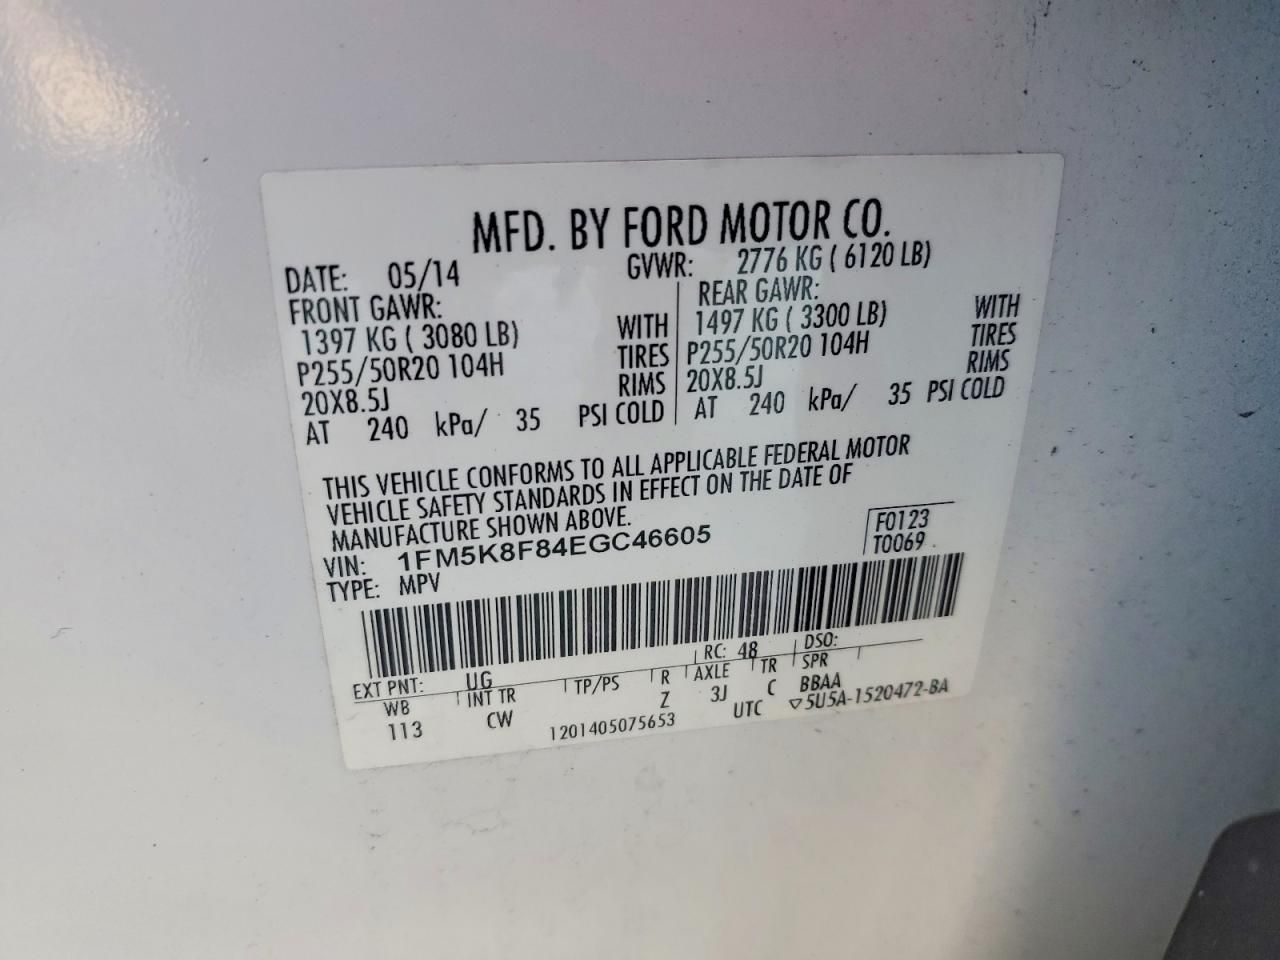 MFD. BY FORD MOTOR CO.
DATE: 05/14 GVWR: 2776 KG ( 6120 LB)
FRONT GAWR: REAR GAWR:
1397 KG ( 3080 LB) WITH 1497 KG ( 3300 LB) WITH
P255/50R20 104H TIRES P255/50R20 104H TIRES
20X8.5J RIMS 20X8.5J RIMS
AT 240 kPa/ 35 PSI COLD AT 240 kPa/ 35 PSI COLD
THIS VEHICLE CONFORMS TO ALL APPLICABLE FEDERAL MOTOR
VEHICLE SAFETY STANDARDS IN EFFECT ON THE DATE OF
MANUFACTURE SHOWN ABOVE.
VIN: 1FM5K8F84EGC46605 F0123
TYPE: MPV T0069
EXT PNT: UG RC: 48 DSO:
WB INT TR TP/PS R AXLE TR SPR
113 CW Z 3J C BBAA
1201405075653 UTC ▽5U5A-1520472-BA